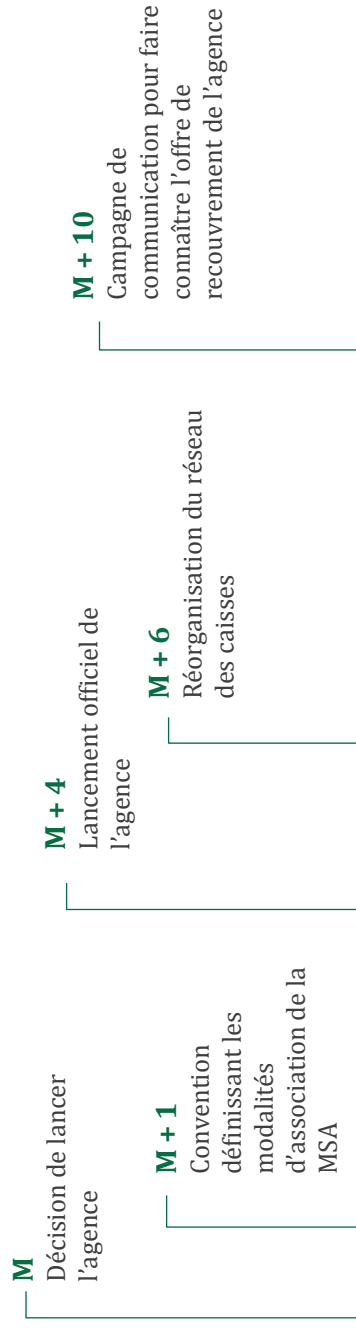 M
Décision de lancer
l'agence
M + 1
Convention
définissant les
modalités
d'association de la
MSA
M + 4
Lancement officiel de
l'agence
M + 6
Réorganisation du réseau
des caisses
M + 10
Campagne de
communication pour faire
connaître l'offre de
recouvrement de l'agence